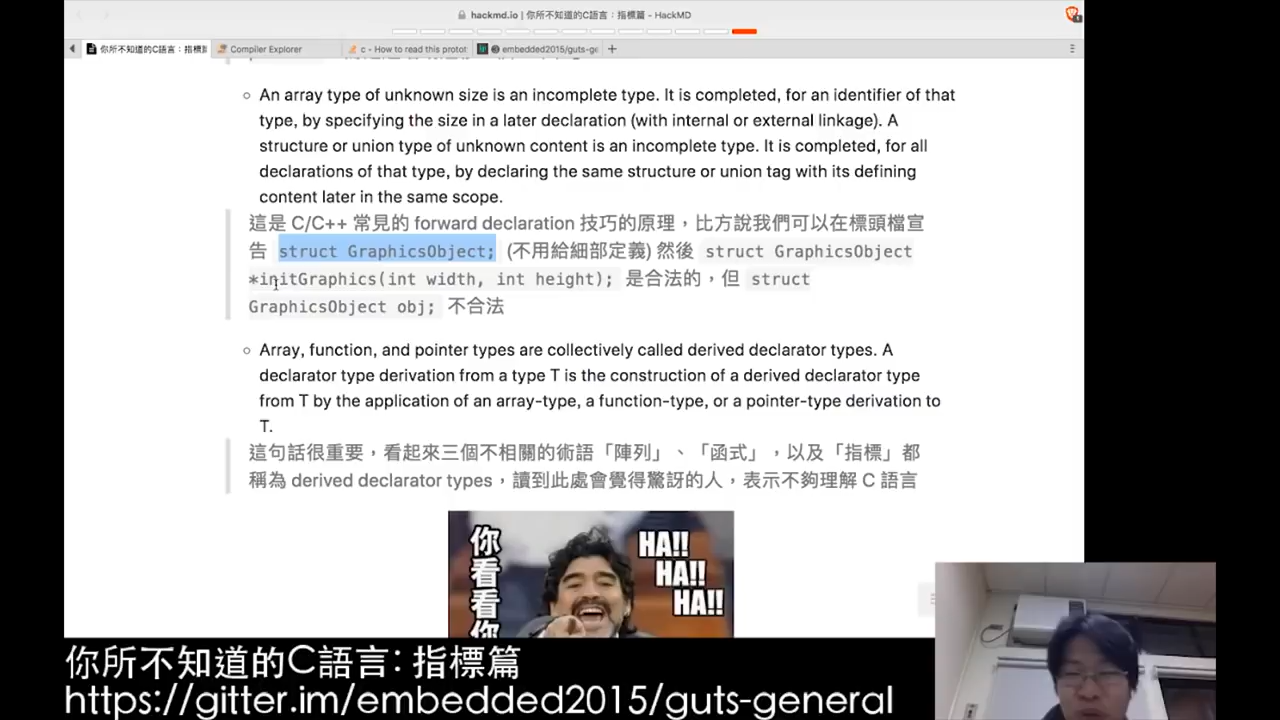 hackmd.io | 你所不知道的C語言：指標篇 - HackMD
你所不知道的C語言：指標
Compiler Explorer
c - How to read this protot
embedded2015/guts-ge
An array type of unknown size is an incomplete type. It is completed, for an identifier of that
type, by specifying the size in a later declaration (with internal or external linkage). A
structure or union type of unknown content is an incomplete type. It is completed, for all
declarations of that type, by declaring the same structure or union tag with its defining
content later in the same scope.
這是 C/C++ 常見的 forward declaration 技巧的原理，比方說我們可以在標頭檔宣
告 struct GraphicsObject; (不用給細部定義) 然後 struct GraphicsObject
*initGraphics(int width, int height); 是合法的，但 struct
GraphicsObject obj; 不合法
Array, function, and pointer types are collectively called derived declarator types. A
declarator type derivation from a type T is the construction of a derived declarator type
from T by the application of an array-type, a function-type, or a pointer-type derivation to
T.
這句話很重要，看起來三個不相關的術語「陣列」、「函式」，以及「指標」都
稱為 derived declarator types，讀到此處會覺得驚訝的人，表示不夠理解 C 語言
你看看你
HA!!
HA!!
HA!!
你所不知道的C語言: 指標篇
https://gitter.im/embedded2015/guts-general